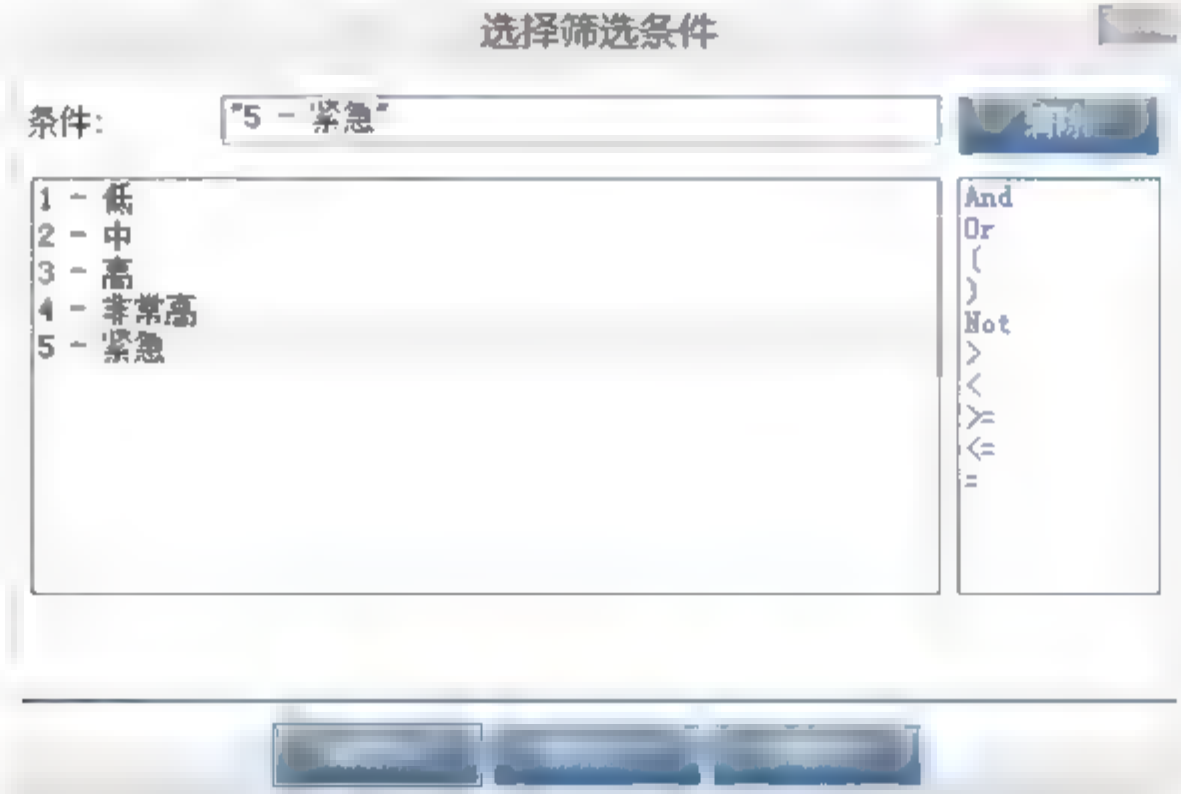 选择筛选条件
条件:
"5 - 紧急"
1 - 低
2 - 中
3 - 高
4 - 非常高
5 - 紧急
And
Or
(
)
Not
>
<
>=
<=
=